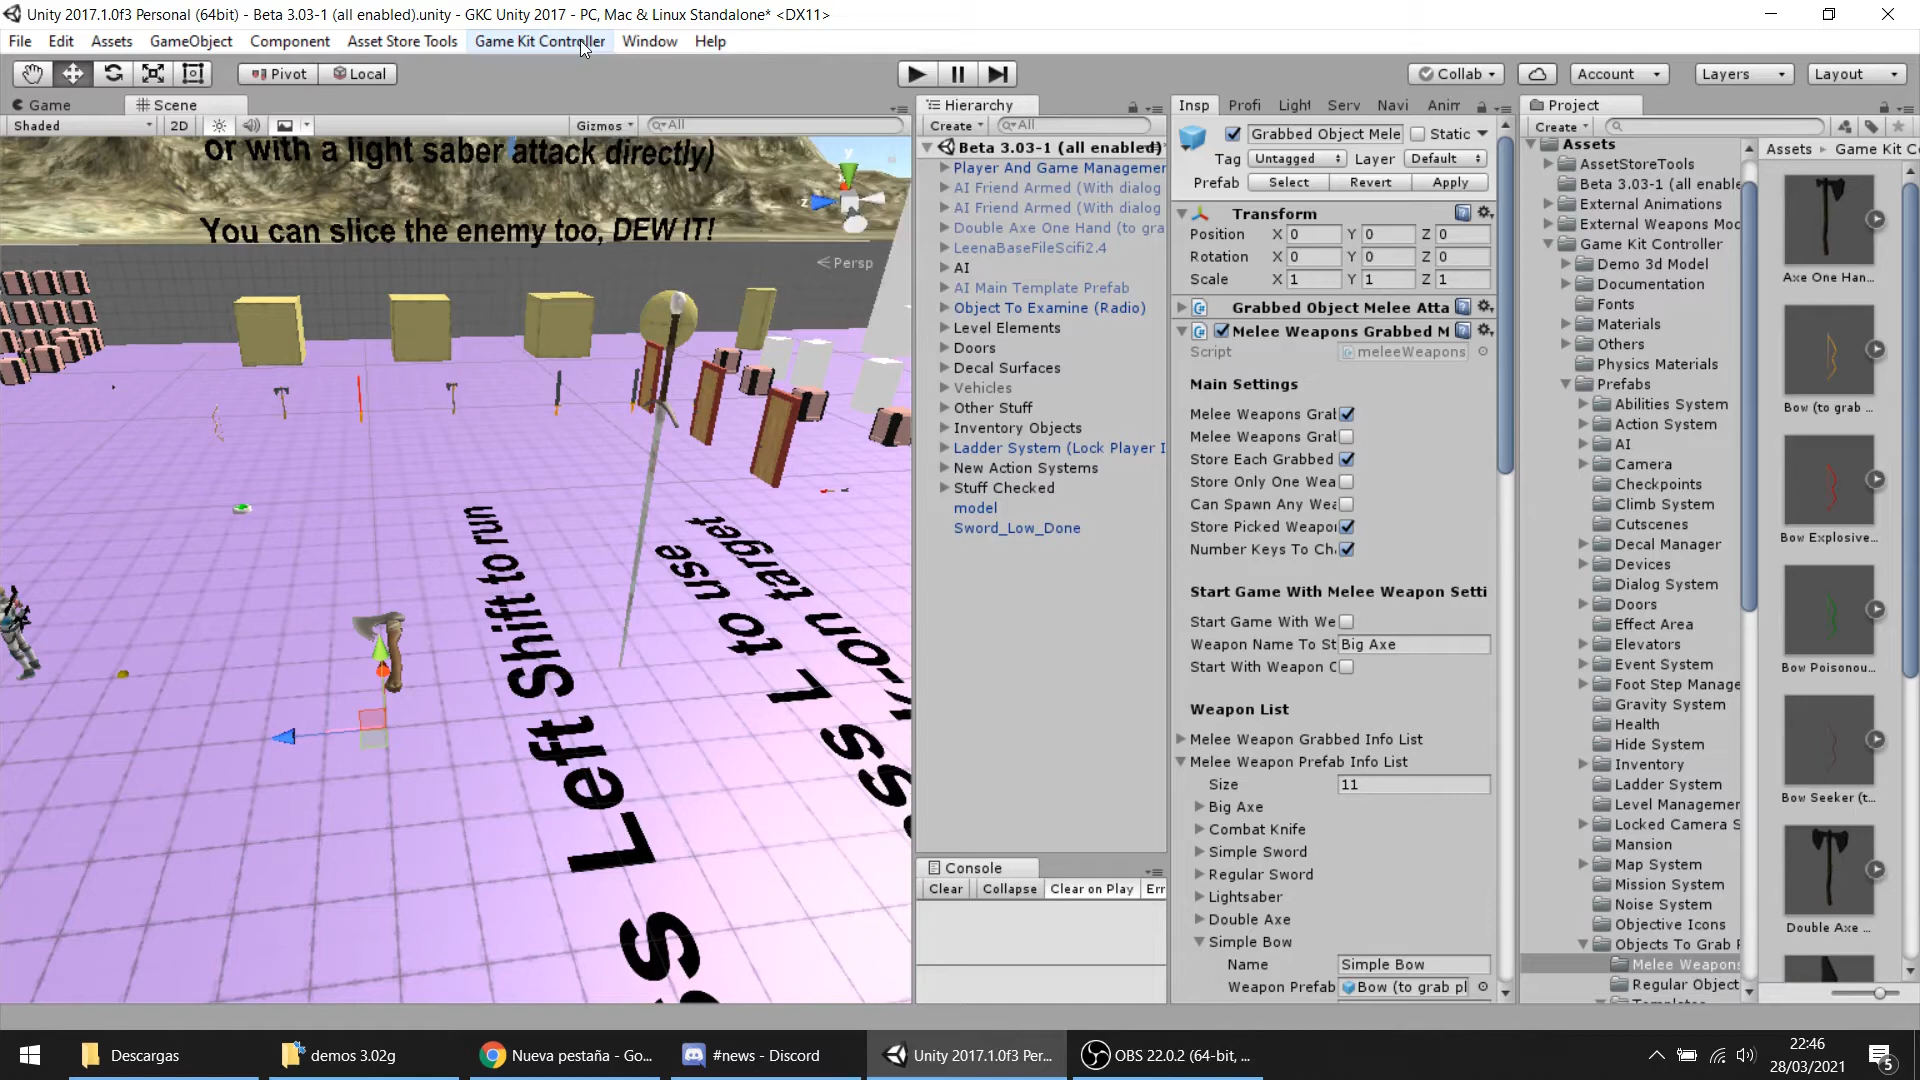 Unity 2017.1.0f3 Personal (64bit) - Beta 3.03-1 (all enabled).unity - GKC Unity 2017 - PC, Mac & Linux Standalone* <DX11>
File Edit Assets GameObject Component Asset Store Tools Game Kit Controller Window Help
Pivot Local Collab Account Layers Layout
Game Scene
Shaded 2D Gizmos All
or with a light saber attack directly)
You can slice the enemy too, DEW IT!
y
z
Persp
Left shift to run
L to use
target
Hierarchy
Create All
Beta 3.03-1 (all enabled)*
Player And Game Managemer
AI Friend Armed (With dialog
AI Friend Armed (With dialog
Double Axe One Hand (to gra
LeenaBaseFileScifi2.4
AI
AI Main Template Prefab
Object To Examine (Radio)
Level Elements
Doors
Decal Surfaces
Vehicles
Other Stuff
Inventory Objects
Ladder System (Lock Player I
New Action Systems
Stuff Checked
model
Sword_Low_Done
Console
Clear Collapse Clear on Play Err
Insp Profi Light Serv Navi Anim
Grabbed Object Mele Static
Tag Untagged Layer Default
Prefab Select Revert Apply
Transform
Position X 0 Y 0 Z 0
Rotation X 0 Y 0 Z 0
Scale X 1 Y 1 Z 1
Grabbed Object Melee Atta
Melee Weapons Grabbed M
Script meleeWeapons
Main Settings
Melee Weapons Gral
Melee Weapons Gral
Store Each Grabbed
Store Only One Wea
Can Spawn Any Wea
Store Picked Weapon
Number Keys To Ch
Start Game With Melee Weapon Setti
Start Game With We
Weapon Name To St Big Axe
Start With Weapon C
Weapon List
Melee Weapon Grabbed Info List
Melee Weapon Prefab Info List
Size 11
Big Axe
Combat Knife
Simple Sword
Regular Sword
Lightsaber
Double Axe
Simple Bow
Name Simple Bow
Weapon Prefab Bow (to grab pl
Project
Create
Assets
AssetStoreTools
Beta 3.03-1 (all enable
External Animations
External Weapons Mod
Game Kit Controller
Demo 3d Model
Documentation
Fonts
Materials
Others
Physics Materials
Prefabs
Abilities System
Action System
AI
Camera
Checkpoints
Climb System
Cutscenes
Decal Manager
Devices
Dialog System
Doors
Effect Area
Elevators
Event System
Foot Step Manage
Gravity System
Health
Hide System
Inventory
Ladder System
Level Managemer
Locked Camera S
Mansion
Map System
Mission System
Noise System
Objective Icons
Objects To Grab P
Melee Weapons
Regular Object
Assets Game Kit Co
Axe One Han...
Bow (to grab ...
Bow Explosive...
Bow Poisonou...
Bow Seeker (t...
Double Axe ...
Descargas demos 3.02g Nueva pestaña - Go... #news - Discord Unity 2017.1.0f3 Per... OBS 22.0.2 (64-bit, ...
22:46
28/03/2021
5